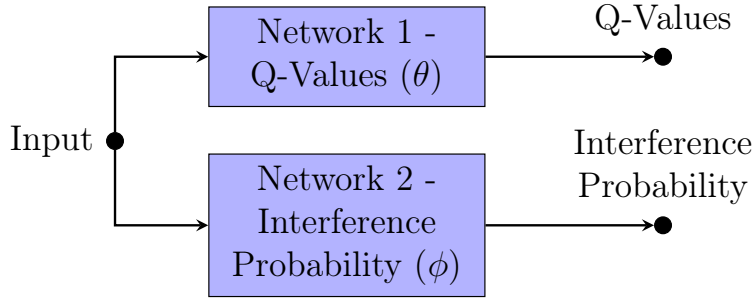 Network 1 -
Q-Values (θ)
Q-Values
Input
Network 2 -
Interference
Probability (ϕ)
Interference
Probability